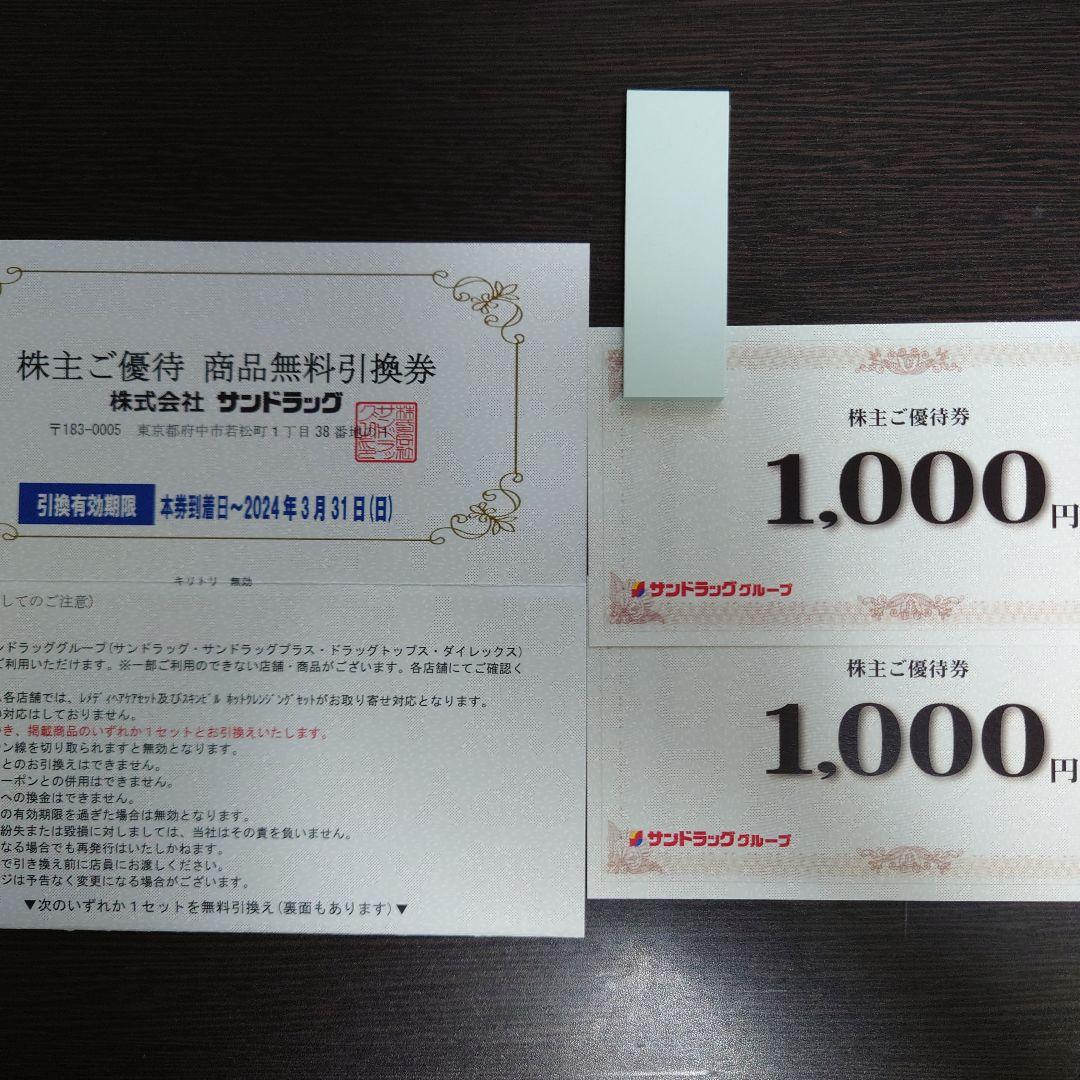 株主ご優待 商品無料引換券
株式会社 サンドラッグ
〒183-0005 東京都府中市若松町１丁目38番地の1
引換有効期限 本券到着日～2024年3月31日(日)
キリトリ 無効
してのご注意)
ンドラッググループ(サンドラッグ・サンドラッグプラス・ドラッグトップス・ダイレックス)
ご利用いただけます。※一部ご利用のできない店舗・商品がございます。各店舗にてご確認く
各店舗では、ﾚﾒﾃﾞｨﾍｱｹｱｾｯﾄ及びｽｷﾝﾋﾟﾙ ﾎｯﾄｸﾚﾝｼﾞﾝｸﾞｾｯﾄがお取り寄せ対応となります。
対応はしておりません。
き、掲載商品のいずれか１セットとお引換えいたします。
ン線を切り取られますと無効となります。
とのお引換えはできません。
ーポンとの併用はできません。
への換金はできません。
の有効期限を過ぎた場合は無効となります。
紛失または毀損に対しましては、当社はその責を負いません。
なる場合でも再発行はいたしかねます。
で引き換え前に店員にお渡しください。
ジは予告なく変更になる場合がございます。
▼次のいずれか１セットを無料引換え(裏面もあります)▼
株主ご優待券
1,000円
サンドラッググループ
株主ご優待券
1,000円
サンドラッググループ